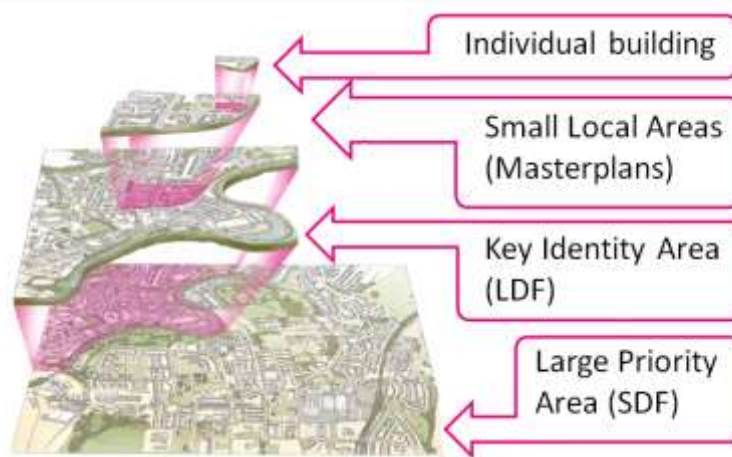 Individual building
Small Local Areas
(Masterplans)
Key Identity Area
(LDF)
Large Priority
Area (SDF)